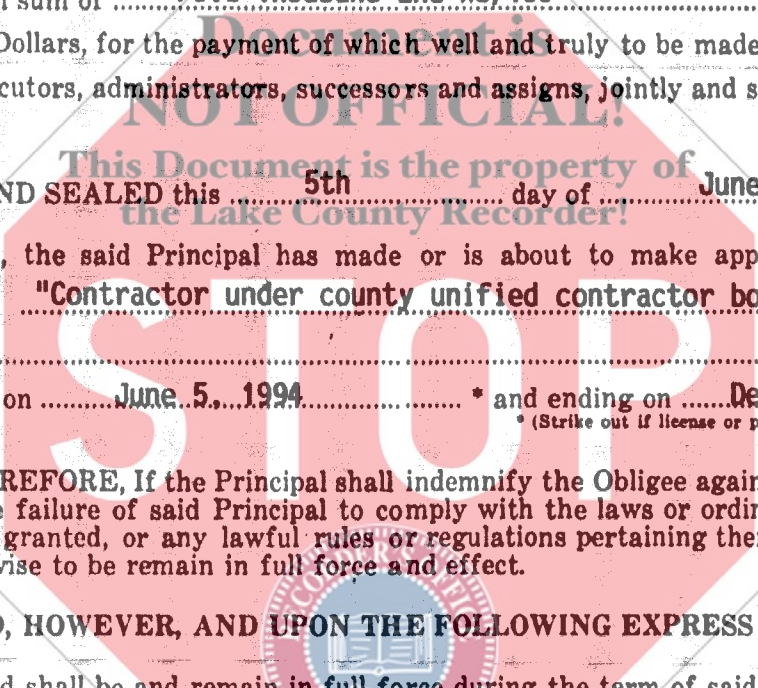 sum of
Document is
Dollars, for the payment of which well and truly to be made
cutors, administrators, successors and assigns, jointly and s
NOT OFFICIAL!
This Document is the property of
ND SEALED this 5th day of June
the Lake County Recorder!
, the said Principal has made or is about to make app
"Contractor under county unified contractor bo
STOP
on June 5, 1994 * and ending on De
* (Strike out if license or p
REFORE, If the Principal shall indemnify the Obligee again
e failure of said Principal to comply with the laws or ordin
granted, or any lawful rules or regulations pertaining ther
wise to be remain in full force and effect.
RECORDER'S OFFICE
D, HOWEVER, AND UPON THE FOLLOWING EXPRESS
d shall be and remain in full force during the term of said